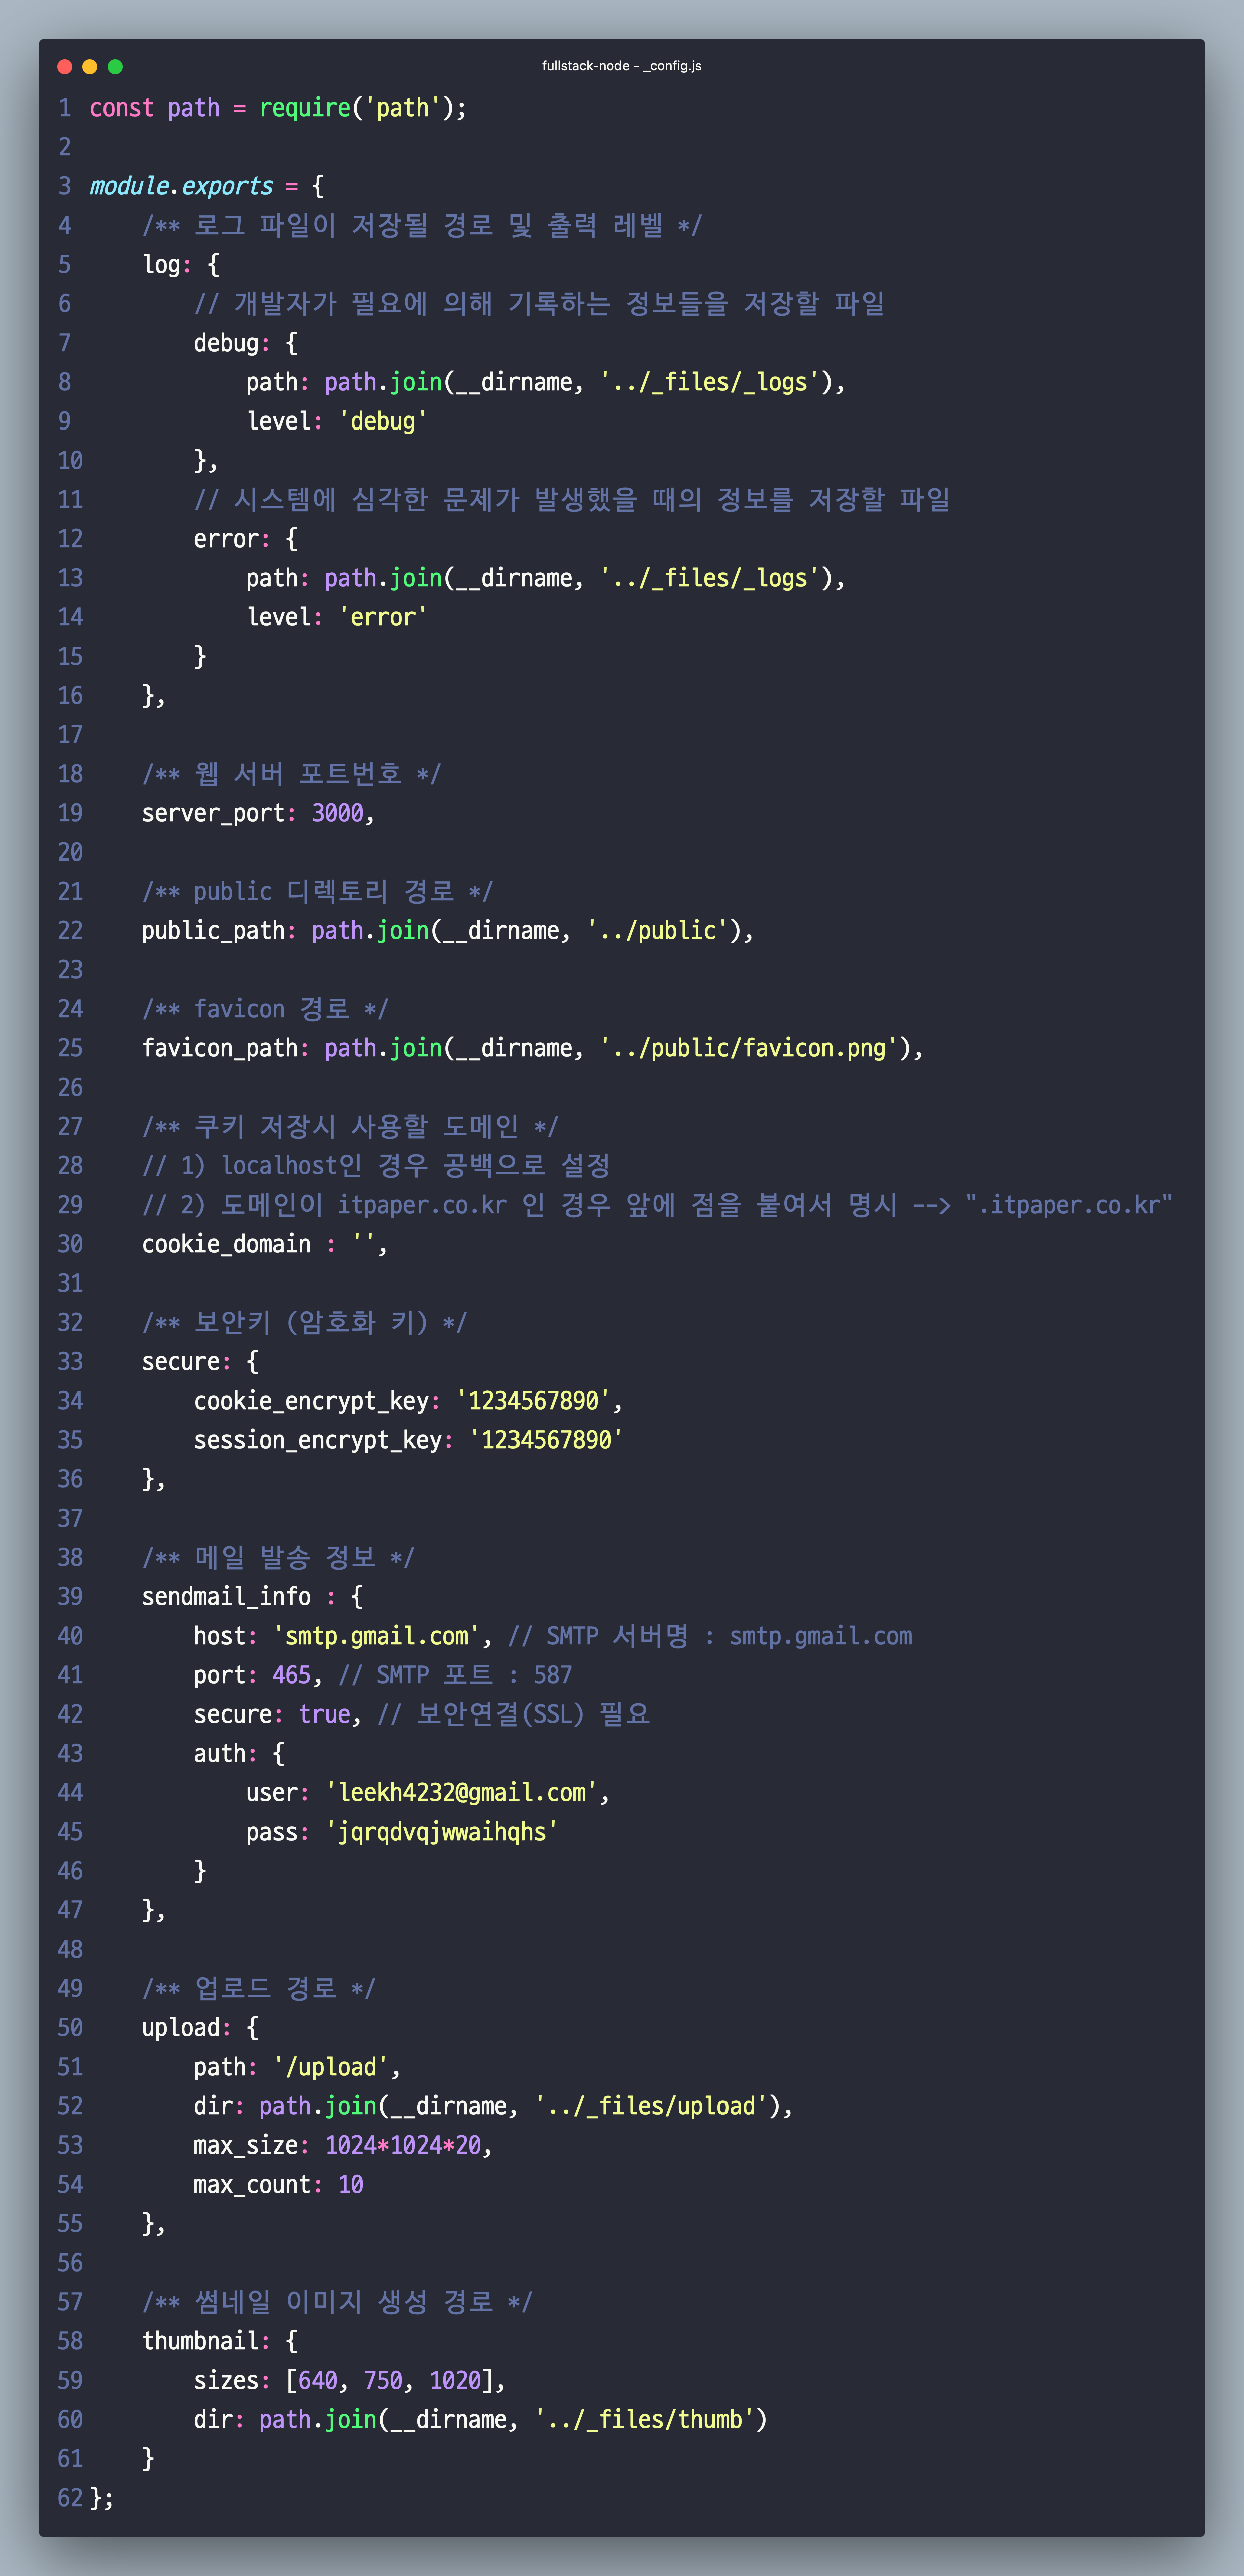 fullstack-node - _config.js
1 const path = require('path');
2
3 module.exports = {
4     /** 로그 파일이 저장될 경로 및 출력 레벨 */
5     log: {
6         // 개발자가 필요에 의해 기록하는 정보들을 저장할 파일
7         debug: {
8             path: path.join(__dirname, '../_files/_logs'),
9             level: 'debug'
10         },
11         // 시스템에 심각한 문제가 발생했을 때의 정보를 저장할 파일
12         error: {
13             path: path.join(__dirname, '../_files/_logs'),
14             level: 'error'
15         }
16     },
17
18     /** 웹 서버 포트번호 */
19     server_port: 3000,
20
21     /** public 디렉토리 경로 */
22     public_path: path.join(__dirname, '../public'),
23
24     /** favicon 경로 */
25     favicon_path: path.join(__dirname, '../public/favicon.png'),
26
27     /** 쿠키 저장시 사용할 도메인 */
28     // 1) localhost인 경우 공백으로 설정
29     // 2) 도메인이 itpaper.co.kr 인 경우 앞에 점을 붙여서 명시 --> ".itpaper.co.kr"
30     cookie_domain : '',
31
32     /** 보안키 (암호화 키) */
33     secure: {
34         cookie_encrypt_key: '1234567890',
35         session_encrypt_key: '1234567890'
36     },
37
38     /** 메일 발송 정보 */
39     sendmail_info : {
40         host: 'smtp.gmail.com', // SMTP 서버명 : smtp.gmail.com
41         port: 465, // SMTP 포트 : 587
42         secure: true, // 보안연결(SSL) 필요
43         auth: {
44             user: 'leekh4232@gmail.com',
45             pass: 'jqrqdvqjwwaihqhs'
46         }
47     },
48
49     /** 업로드 경로 */
50     upload: {
51         path: '/upload',
52         dir: path.join(__dirname, '../_files/upload'),
53         max_size: 1024*1024*20,
54         max_count: 10
55     },
56
57     /** 썸네일 이미지 생성 경로 */
58     thumbnail: {
59         sizes: [640, 750, 1020],
60         dir: path.join(__dirname, '../_files/thumb')
61     }
62 };